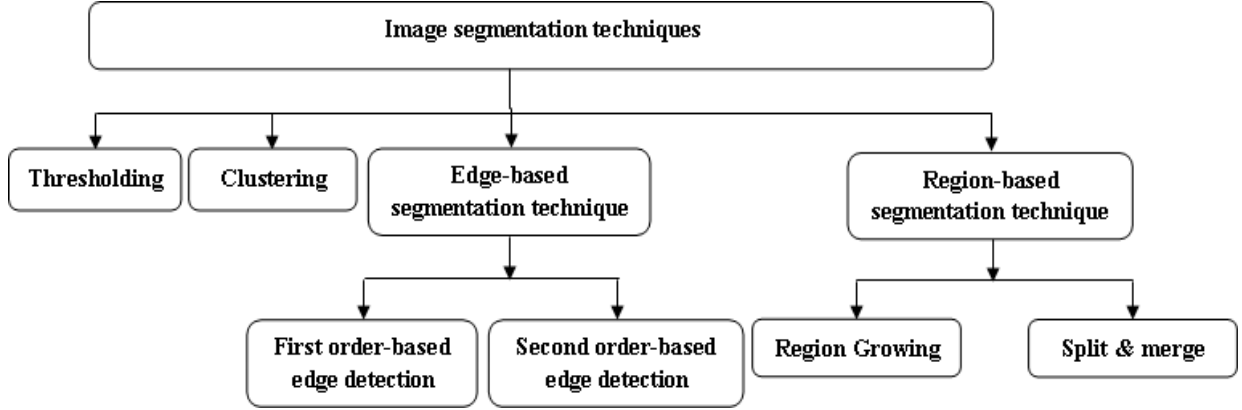 Image segmentation techniques
Thresholding
Clustering
Edge-based
segmentation technique
Region-based
segmentation technique
First order-based
edge detection
Second order-based
edge detection
Region Growing
Split & merge